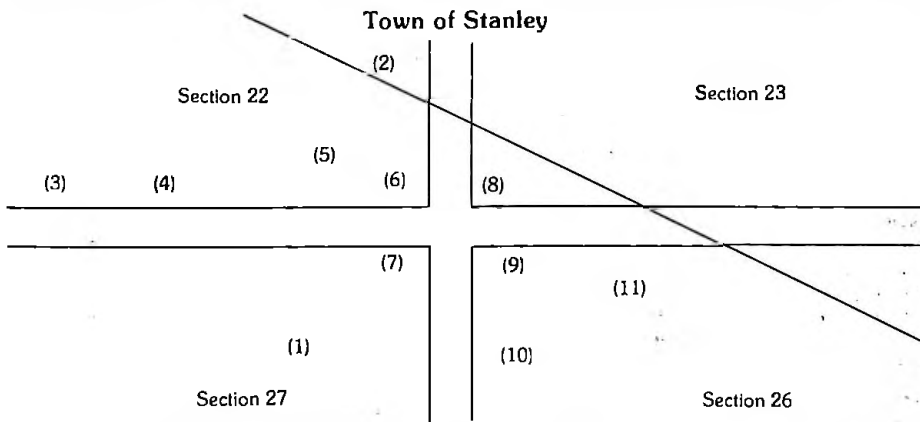 Town of Stanley
(2)
Section 22
Section 23
(5)
(3)
(4)
(6)
(8)
(7)
(9)
(11)
(1)
(10)
Section 27
Section 26